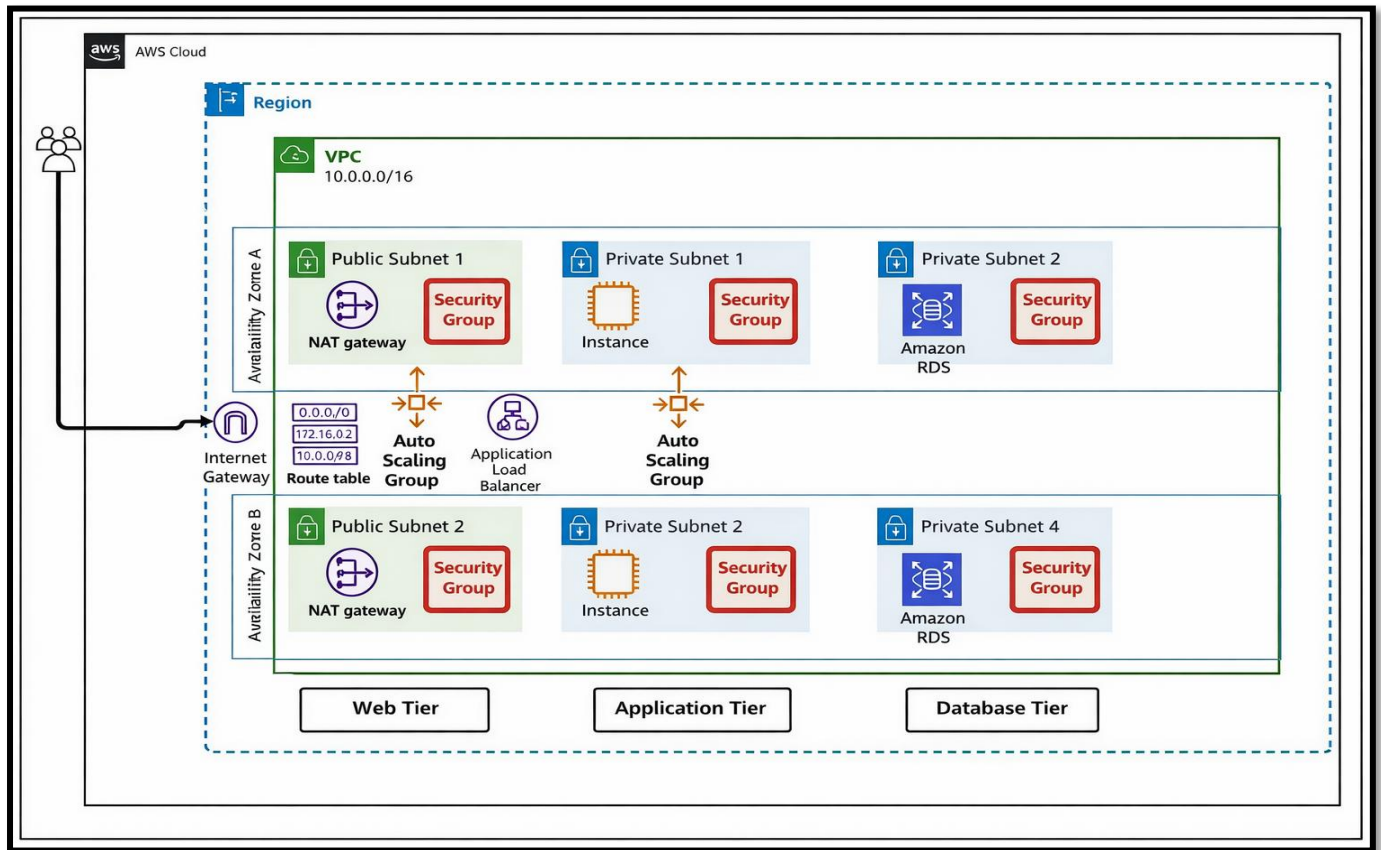 aws
AWS Cloud
Region
VPC
10.0.0.0/16
Public Subnet 1
Security
Group
NAT gateway
Private Subnet 1
Security
Group
Instance
Private Subnet 2
Security
Group
Amazon
RDS
Zone A
Internet
Gateway
0.0.0,/0
172.16,0.2
10.0.0,/98
Route table
Auto
Scaling
Group
Application
Load
Balancer
Auto
Scaling
Group
Public Subnet 2
Security
Group
NAT gateway
Private Subnet 2
Security
Group
Instance
Private Subnet 4
Security
Group
Amazon
RDS
Zone B
Web Tier
Application Tier
Database Tier